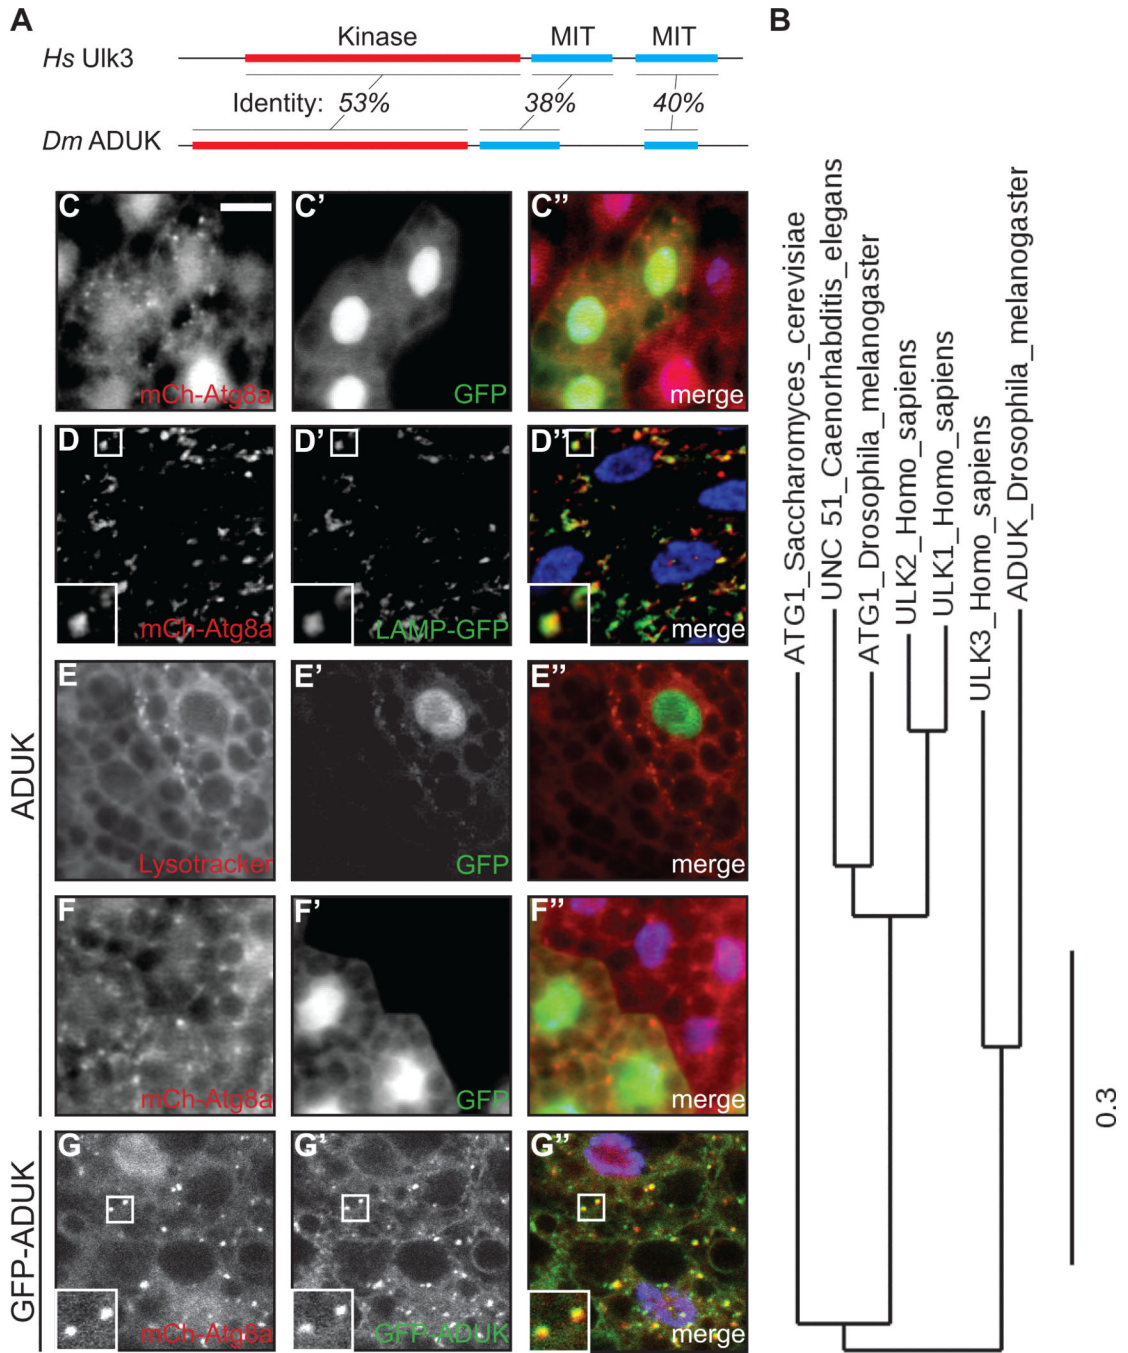 A
B
Kinase MIT MIT
Hs Ulk3
Identity: 53% 38% 40%
Dm ADUK
C C' C"
mCh-Atg8a GFP merge
ADUK
D D' D"
mCh-Atg8a LAMP-GFP merge
E E' E"
Lysotracker GFP merge
F F' F"
mCh-Atg8a GFP merge
GFP-ADUK
G G' G"
mCh-Atg8a GFP-ADUK merge
ATG1_Saccharomyces_cerevisiae
UNC 51_Caenorhabditis_elegans
ATG1_Drosophila_melanogaster
ULK2_Homo_sapiens
ULK1_Homo_sapiens
ULK3_Homo_sapiens
ADUK_Drosophila_melanogaster
0.3